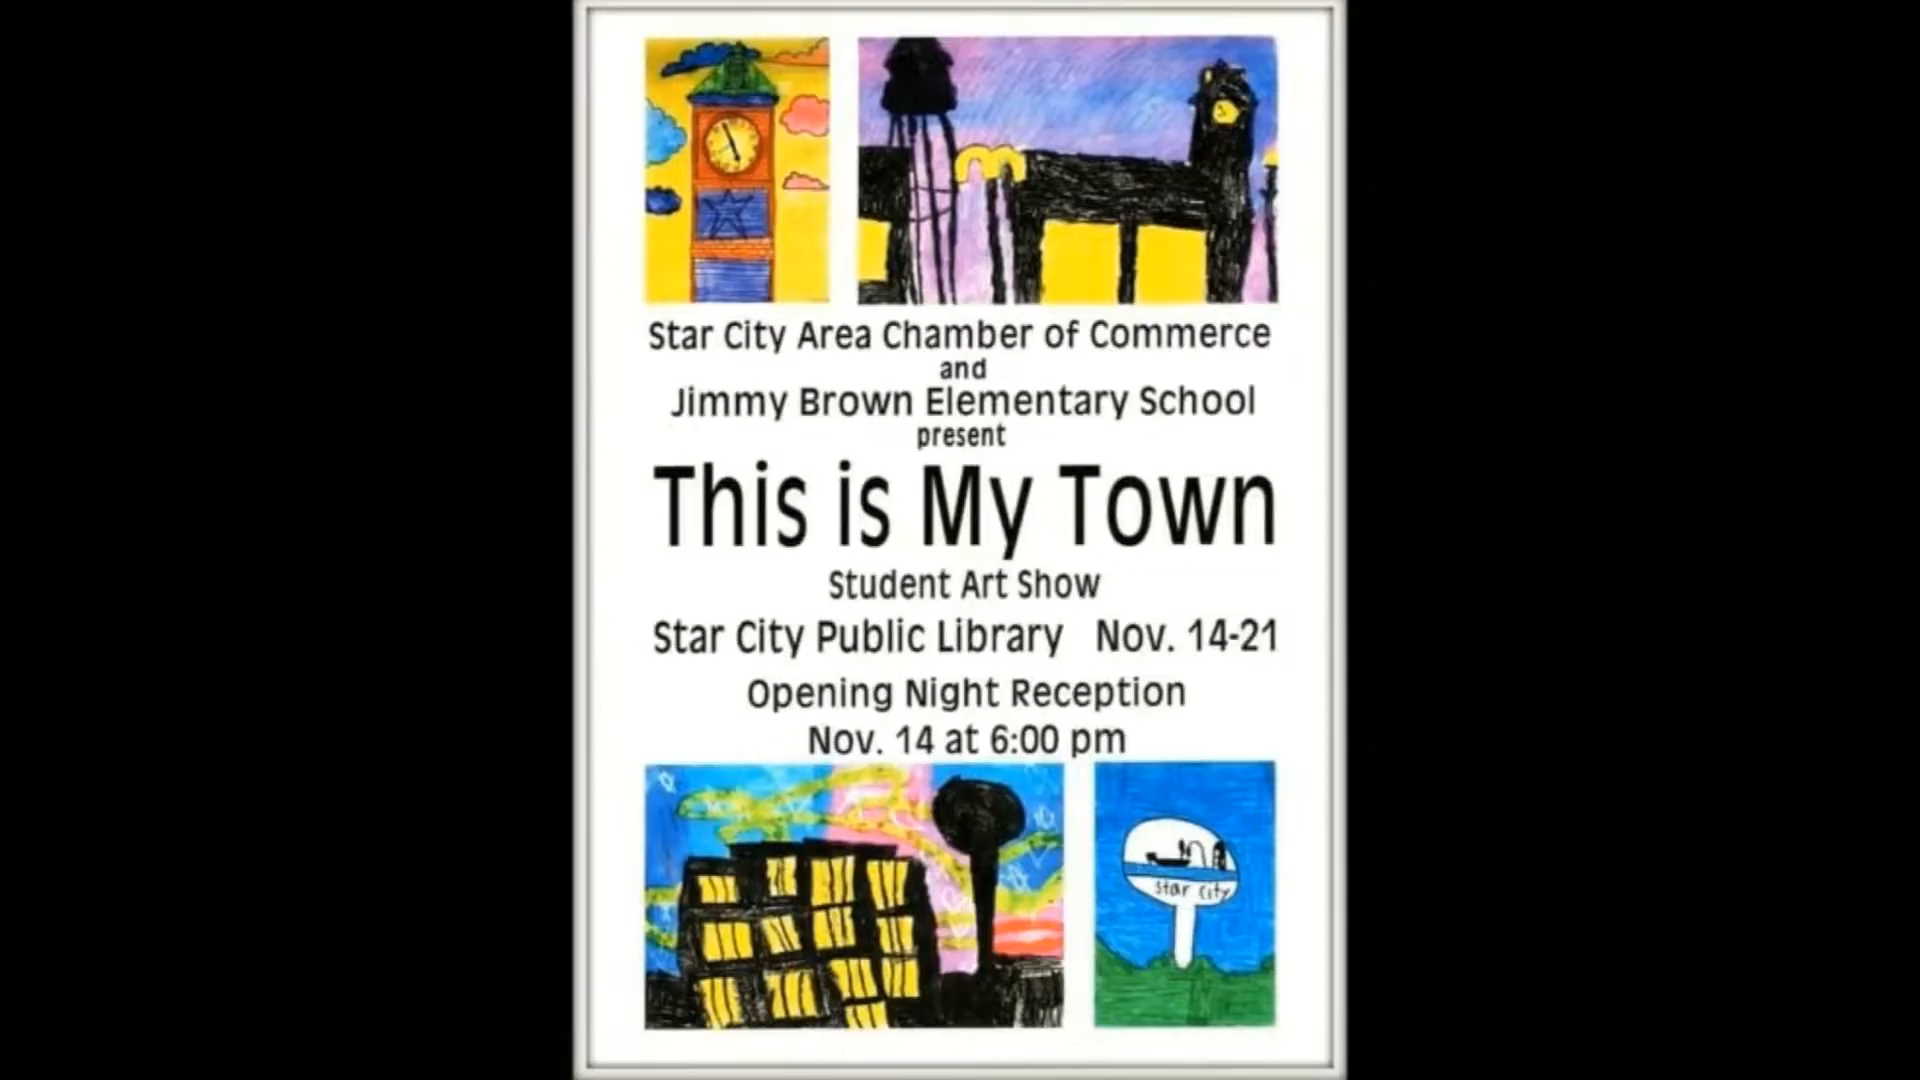 Star City Area Chamber of Commerce
and
Jimmy Brown Elementary School
present
This is My Town
Student Art Show
Star City Public Library Nov. 14-21
Opening Night Reception
Nov. 14 at 6:00 pm
Star City